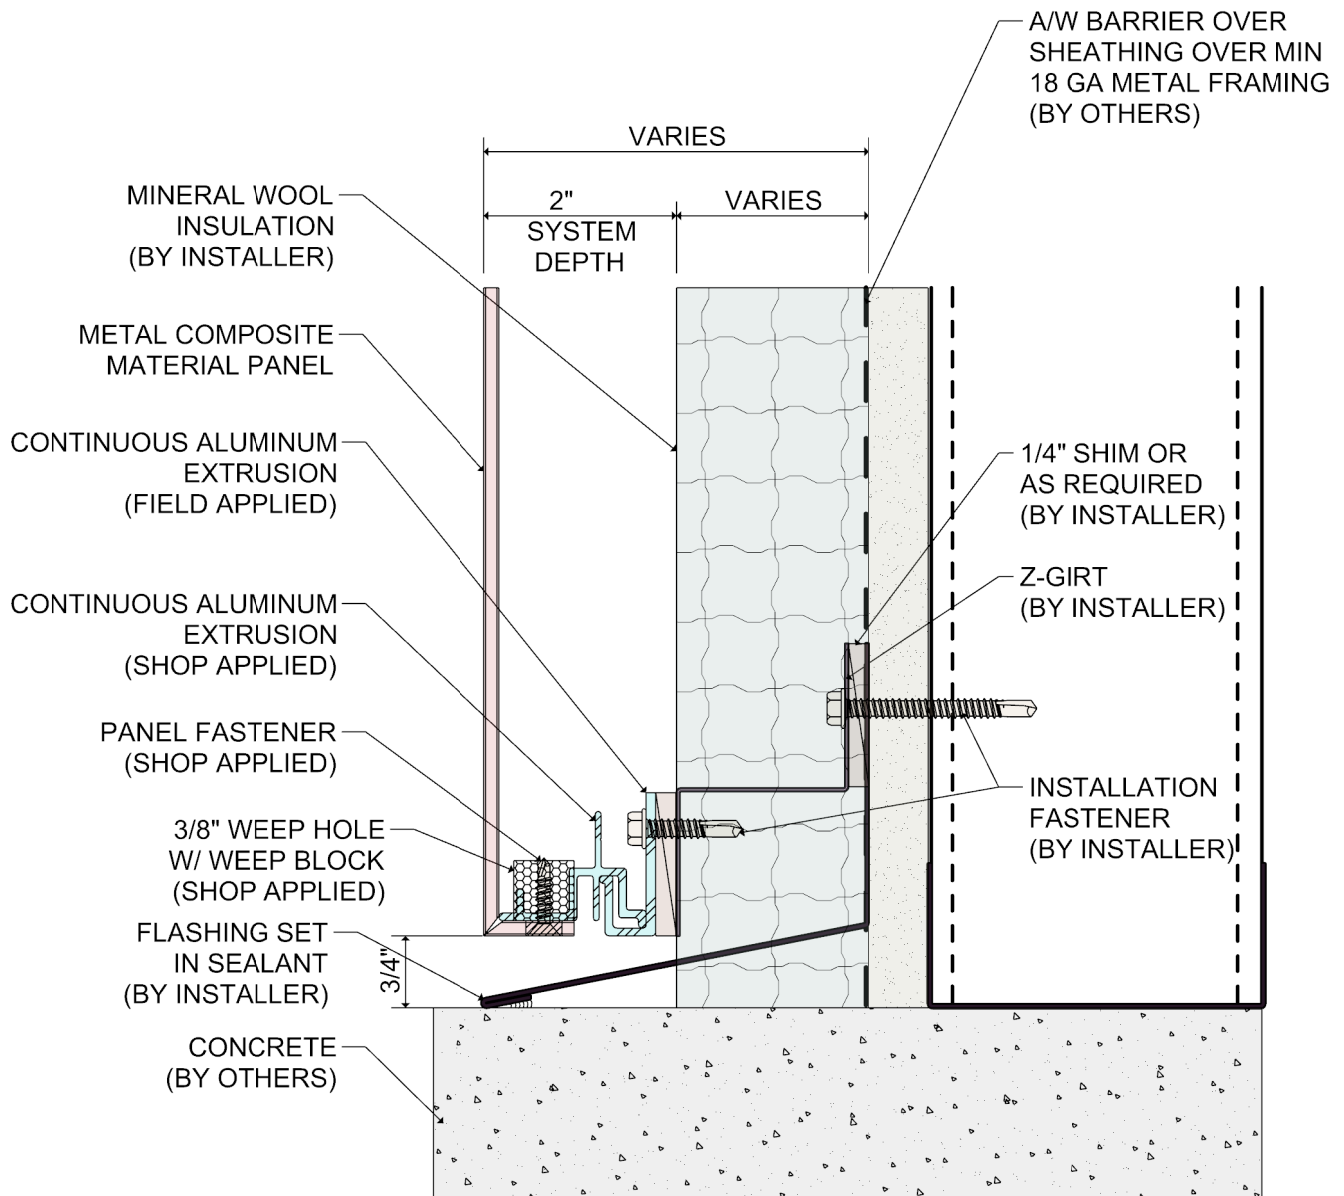 A/W BARRIER OVER
SHEATHING OVER MIN
18 GA METAL FRAMING
(BY OTHERS)
VARIES
2"
SYSTEM
DEPTH
VARIES
MINERAL WOOL
INSULATION
(BY INSTALLER)
METAL COMPOSITE
MATERIAL PANEL
CONTINUOUS ALUMINUM
EXTRUSION
(FIELD APPLIED)
CONTINUOUS ALUMINUM
EXTRUSION
(SHOP APPLIED)
PANEL FASTENER
(SHOP APPLIED)
3/8" WEEP HOLE
W/ WEEP BLOCK
(SHOP APPLIED)
FLASHING SET
IN SEALANT
(BY INSTALLER)
3/4"
CONCRETE
(BY OTHERS)
1/4" SHIM OR
AS REQUIRED
(BY INSTALLER)
Z-GIRT
(BY INSTALLER)
INSTALLATION
FASTENER
(BY INSTALLER)